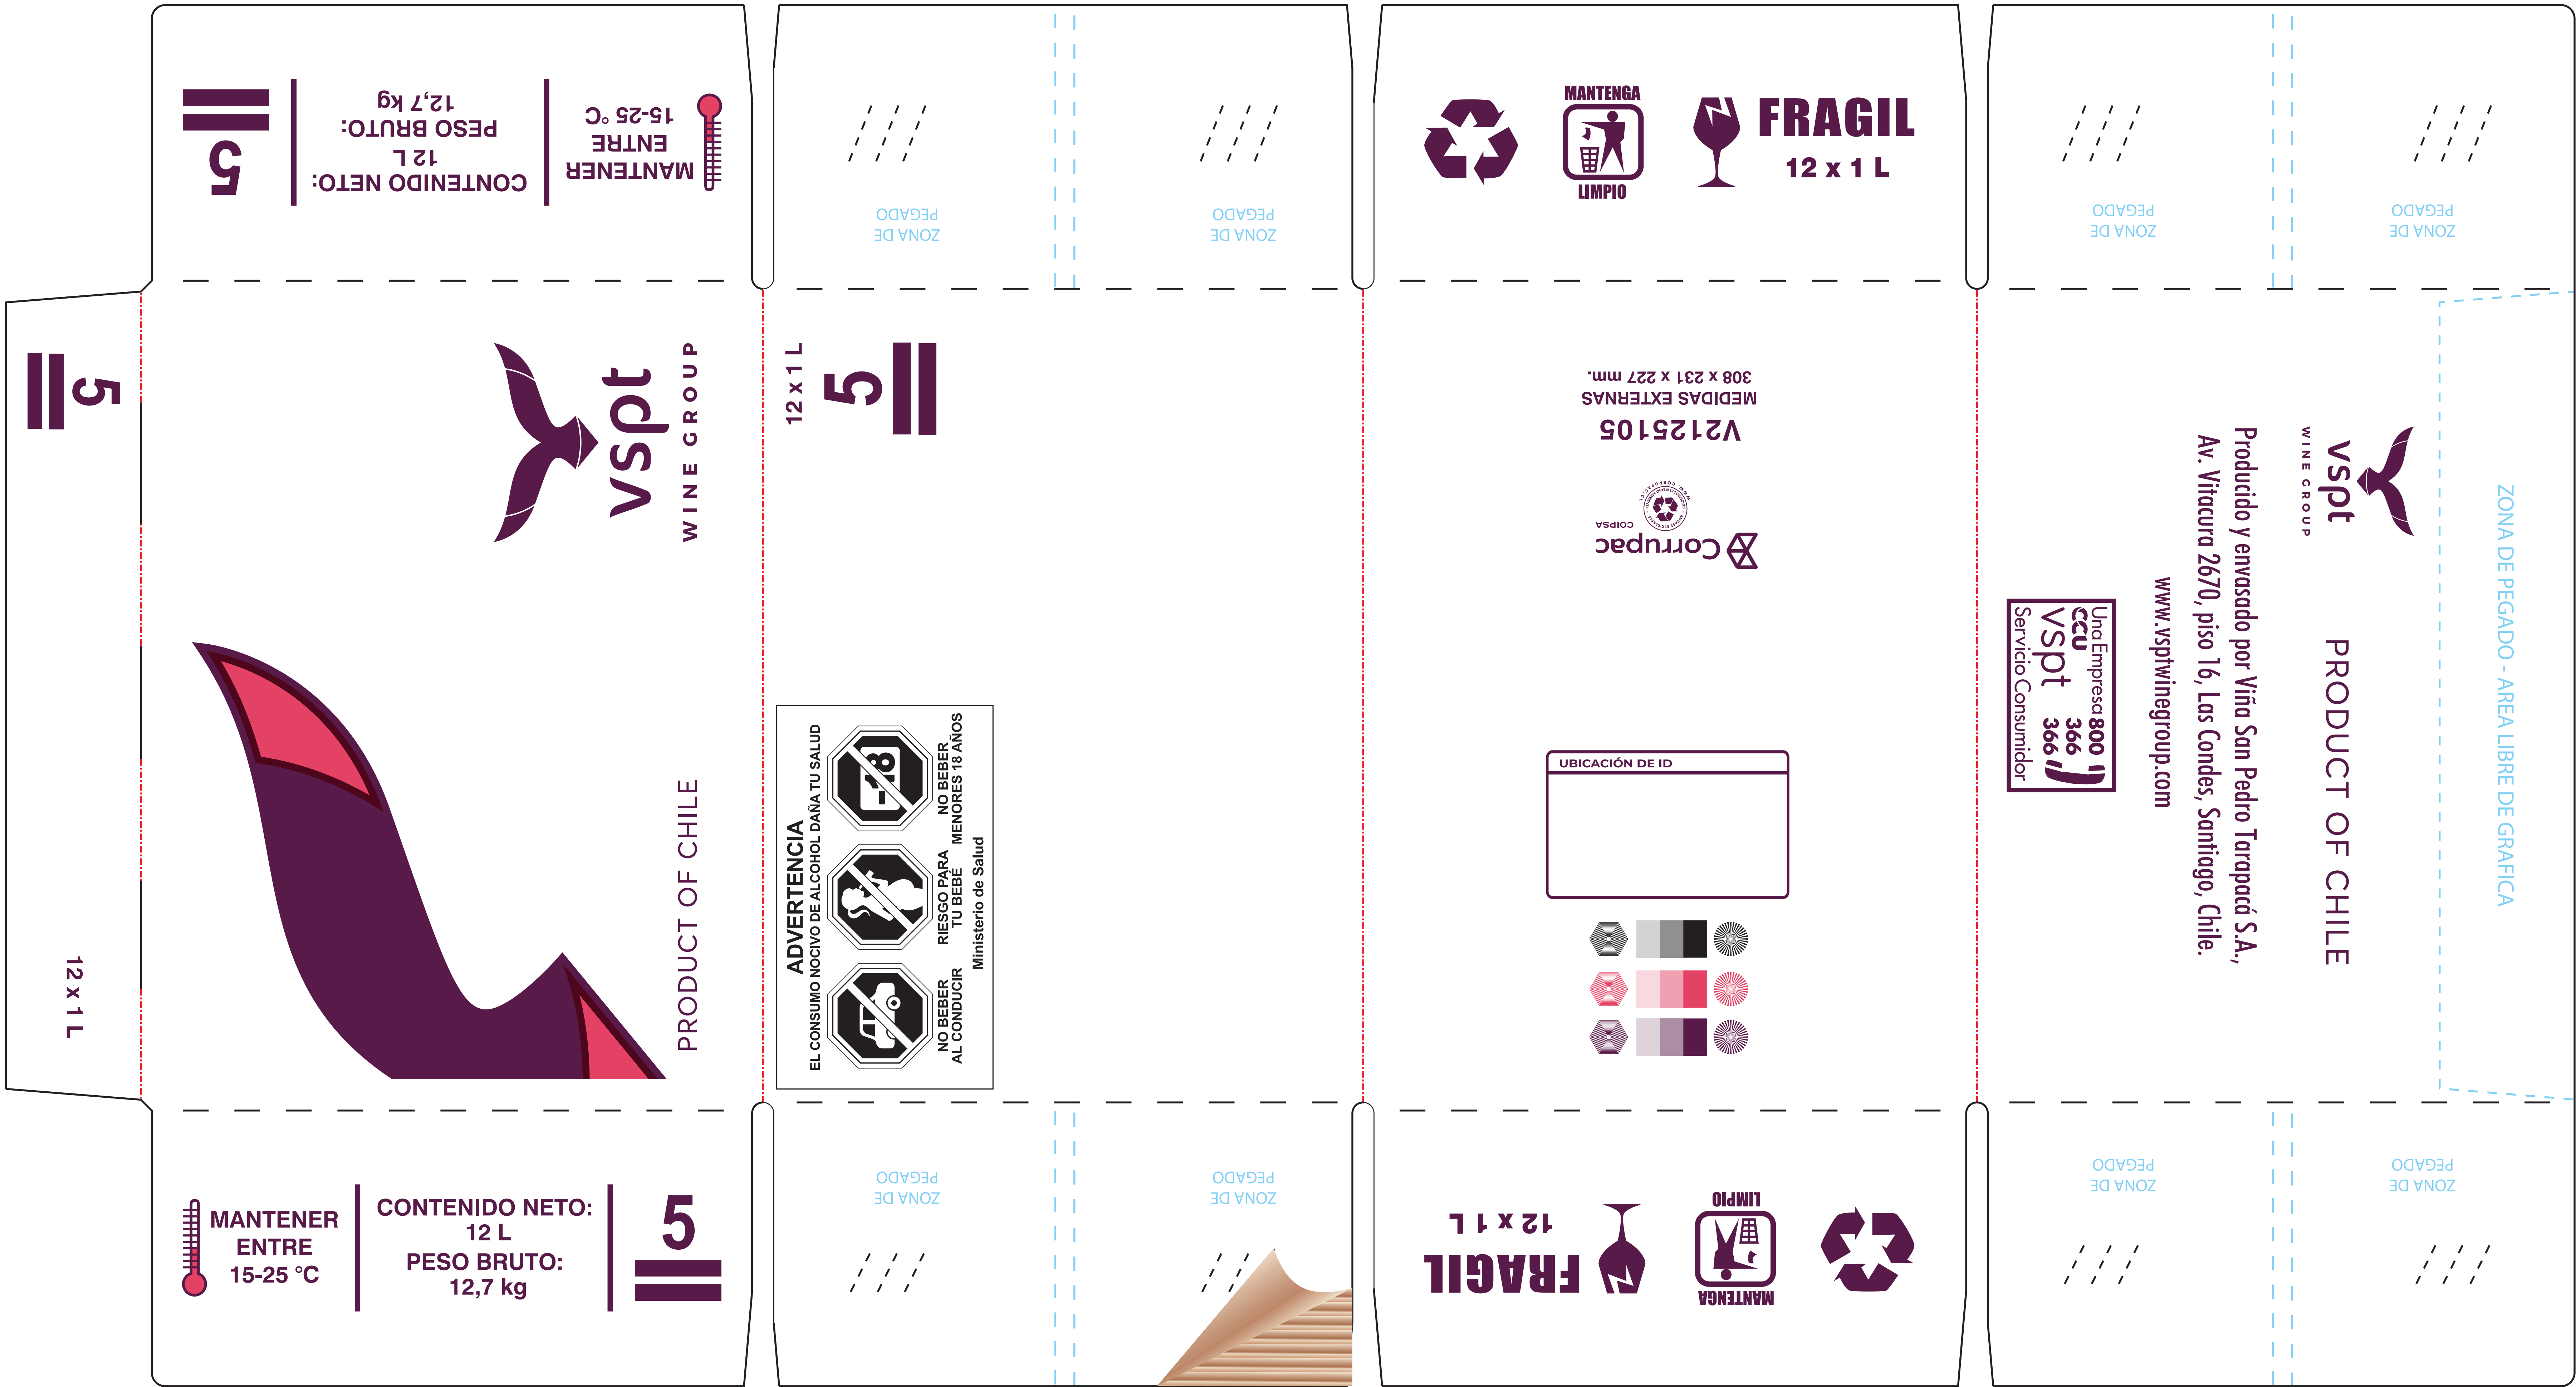 5
CONTENIDO NETO:
12 L
PESO BRUTO:
12,7 kg
MANTENER
ENTRE
15-25 °C
ZONA DE
PEGADO
ZONA DE
PEGADO
MANTENGA
LIMPIO
FRAGIL
12 x 1 L
ZONA DE
PEGADO
ZONA DE
PEGADO
5
12 x 1 L
vspt
WINE GROUP
PRODUCT OF CHILE
12 x 1 L
5
ADVERTENCIA
EL CONSUMO NOCIVO DE ALCOHOL DAÑA TU SALUD
-18
NO BEBER
AL CONDUCIR
RIESGO PARA
TU BEBÉ
NO BEBER
MENORES 18 AÑOS
Ministerio de Salud
V2125105
MEDIDAS EXTERNAS
308 x 231 x 227 mm.
Corrupac
COIPSA
WWW.CORRUPAC.CL
UBICACIÓN DE ID
vspt
WINE GROUP
PRODUCT OF CHILE
Producido y envasado por Viña San Pedro Tarapacá S.A.,
Av. Vitacura 2670, piso 16, Las Condes, Santiago, Chile.
www.vsptwinegroup.com
Una Empresa
CCU
vspt
800
366
366
Servicio Consumidor
ZONA DE PEGADO - AREA LIBRE DE GRAFICA
MANTENER
ENTRE
15-25 °C
CONTENIDO NETO:
12 L
PESO BRUTO:
12,7 kg
5
ZONA DE
PEGADO
ZONA DE
PEGADO
FRAGIL
12 x 1 L
MANTENGA
LIMPIO
ZONA DE
PEGADO
ZONA DE
PEGADO